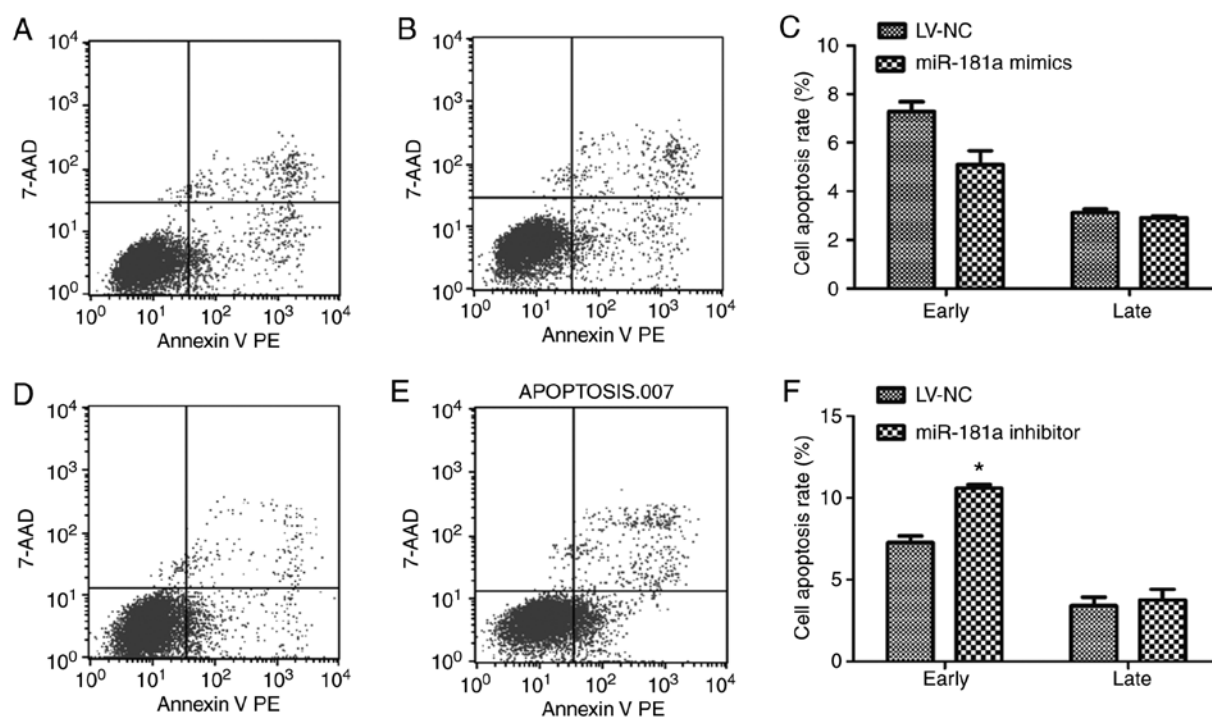 A
10⁴
10³
10²
10¹
10⁰
7-AAD
10⁰ 10¹ 10² 10³ 10⁴
Annexin V PE
B
10⁴
10³
10²
10¹
10⁰
7-AAD
10⁰ 10¹ 10² 10³ 10⁴
Annexin V PE
C
LV-NC
miR-181a mimics
Cell apoptosis rate (%)
10
8
6
4
2
0
Early Late
D
10⁴
10³
10²
10¹
10⁰
7-AAD
10⁰ 10¹ 10² 10³ 10⁴
Annexin V PE
E
APOPTOSIS.007
10⁴
10³
10²
10¹
10⁰
7-AAD
10⁰ 10¹ 10² 10³ 10⁴
Annexin V PE
F
LV-NC
miR-181a inhibitor
Cell apoptosis rate (%)
15
10
5
0
*
Early Late